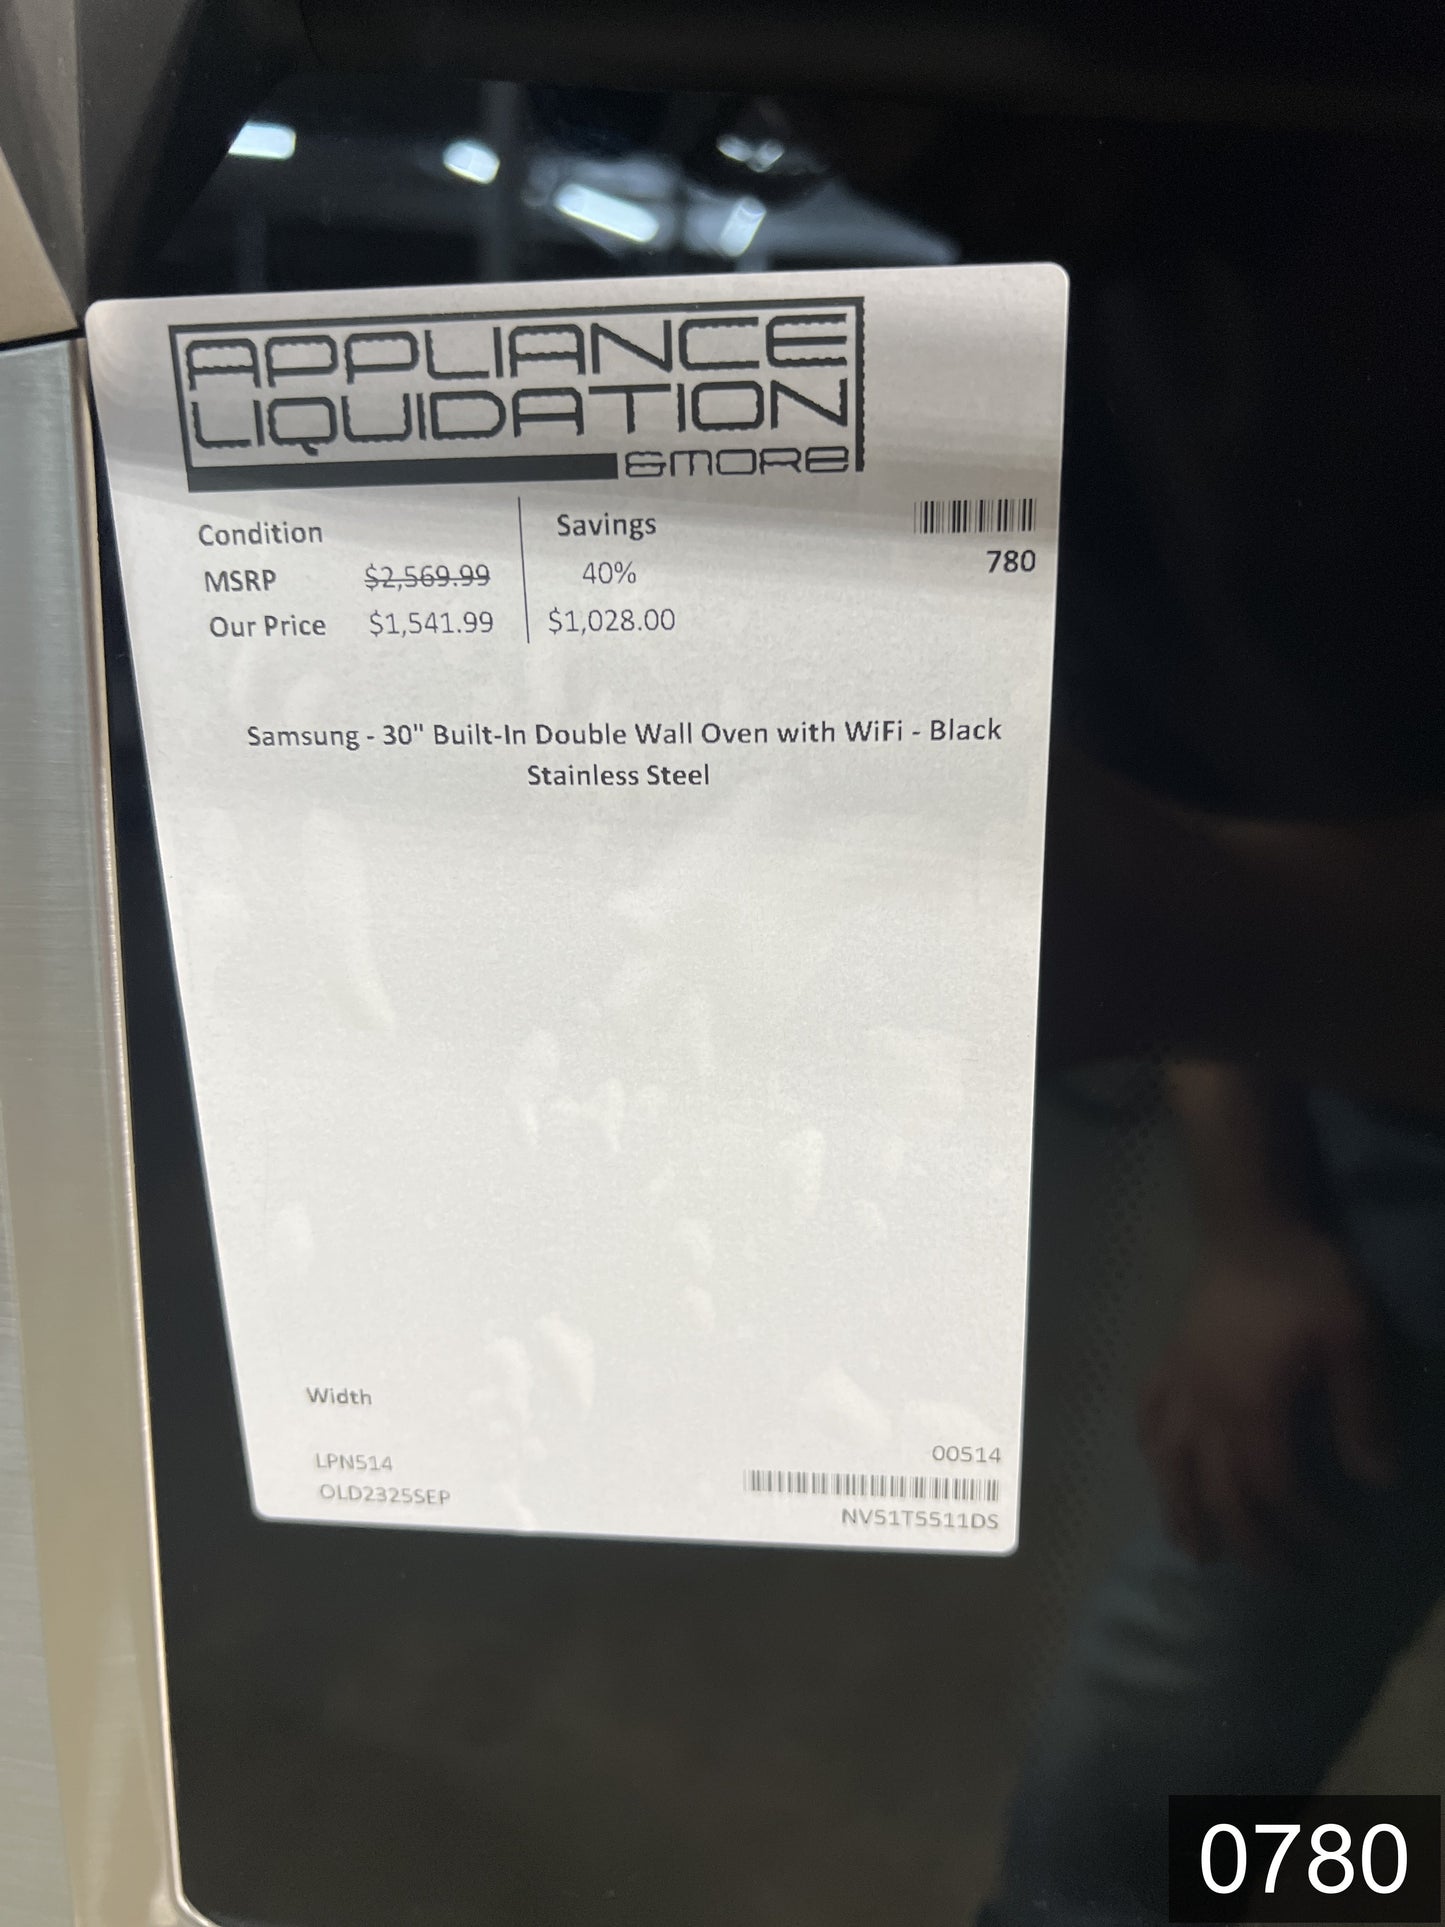 APPLIANCE
LIQUIDATION
&MORE
Condition
MSRP $2,569.99
Our Price $1,541.99
Savings
40%
$1,028.00
780
Samsung - 30" Built-In Double Wall Oven with WiFi - Black
Stainless Steel
Width
LPN514
OLD2325SEP
00514
NV51T5511DS
0780